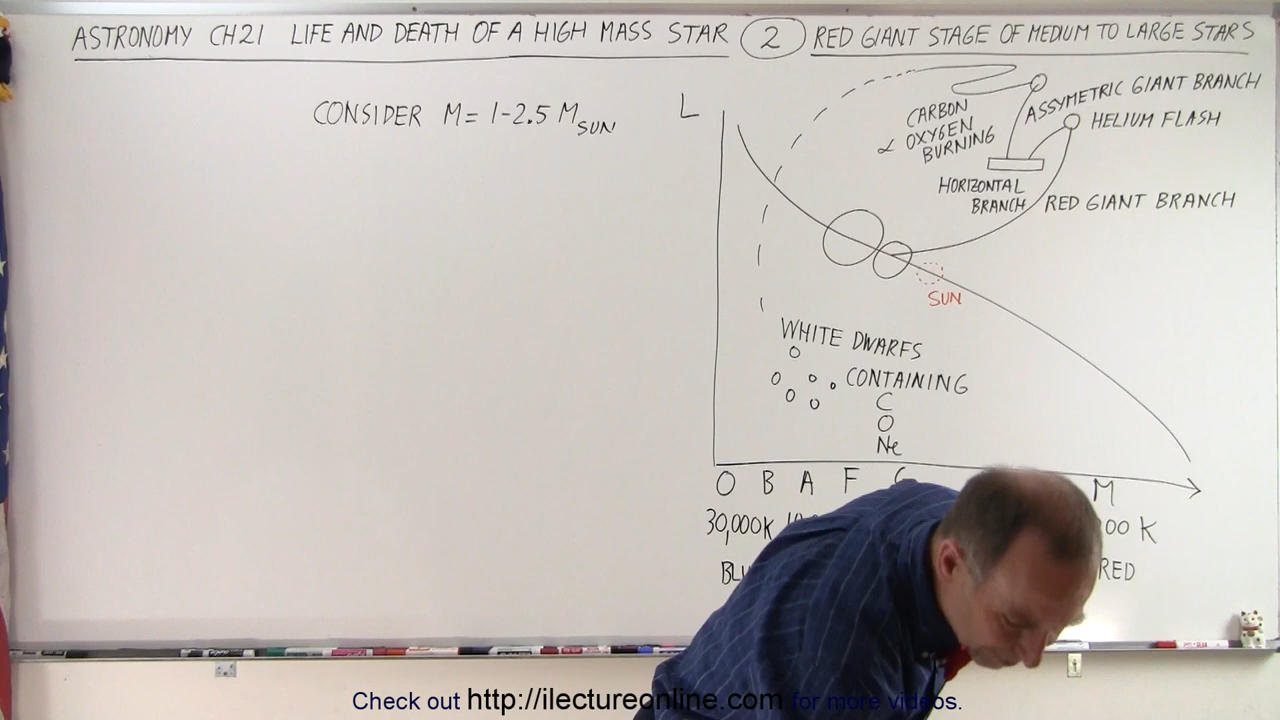 ASTRONOMY CH21 LIFE AND DEATH OF A HIGH MASS STAR 2 RED GIANT STAGE OF MEDIUM TO LARGE STARS
CONSIDER M = 1-2.5 M SUN
L
ASSYMETRIC GIANT BRANCH
CARBON
OXYGEN
BURNING
HELIUM FLASH
HORIZONTAL
BRANCH
RED GIANT BRANCH
SUN
WHITE DWARFS
CONTAINING
C
O
Ne
O B A F M
30,000K K
RED
Check out http://ilectureonline.com for more videos.